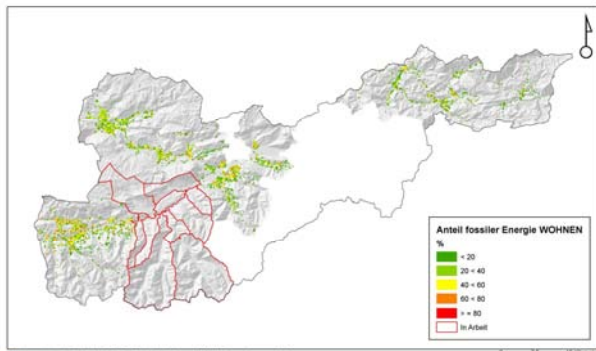 Anteil fossiler Energie WOHNEN
%
< 20
20 < 40
40 < 60
60 < 80
> = 80
In Arbeit